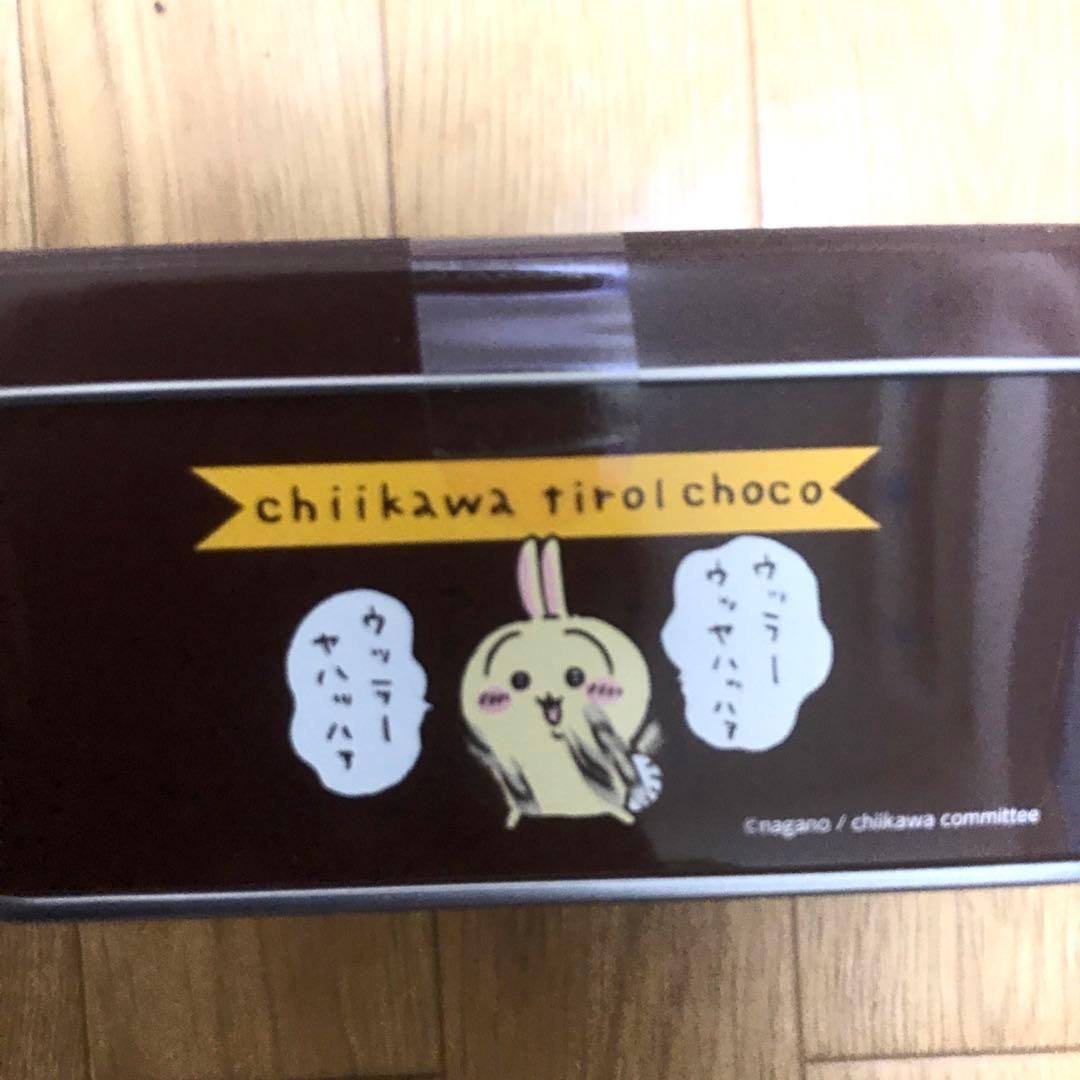 chiikawa tirol choco
ウッラー
ウッヤハッハァ
ウッラー
ヤハッハァ
©nagano / chiikawa committee